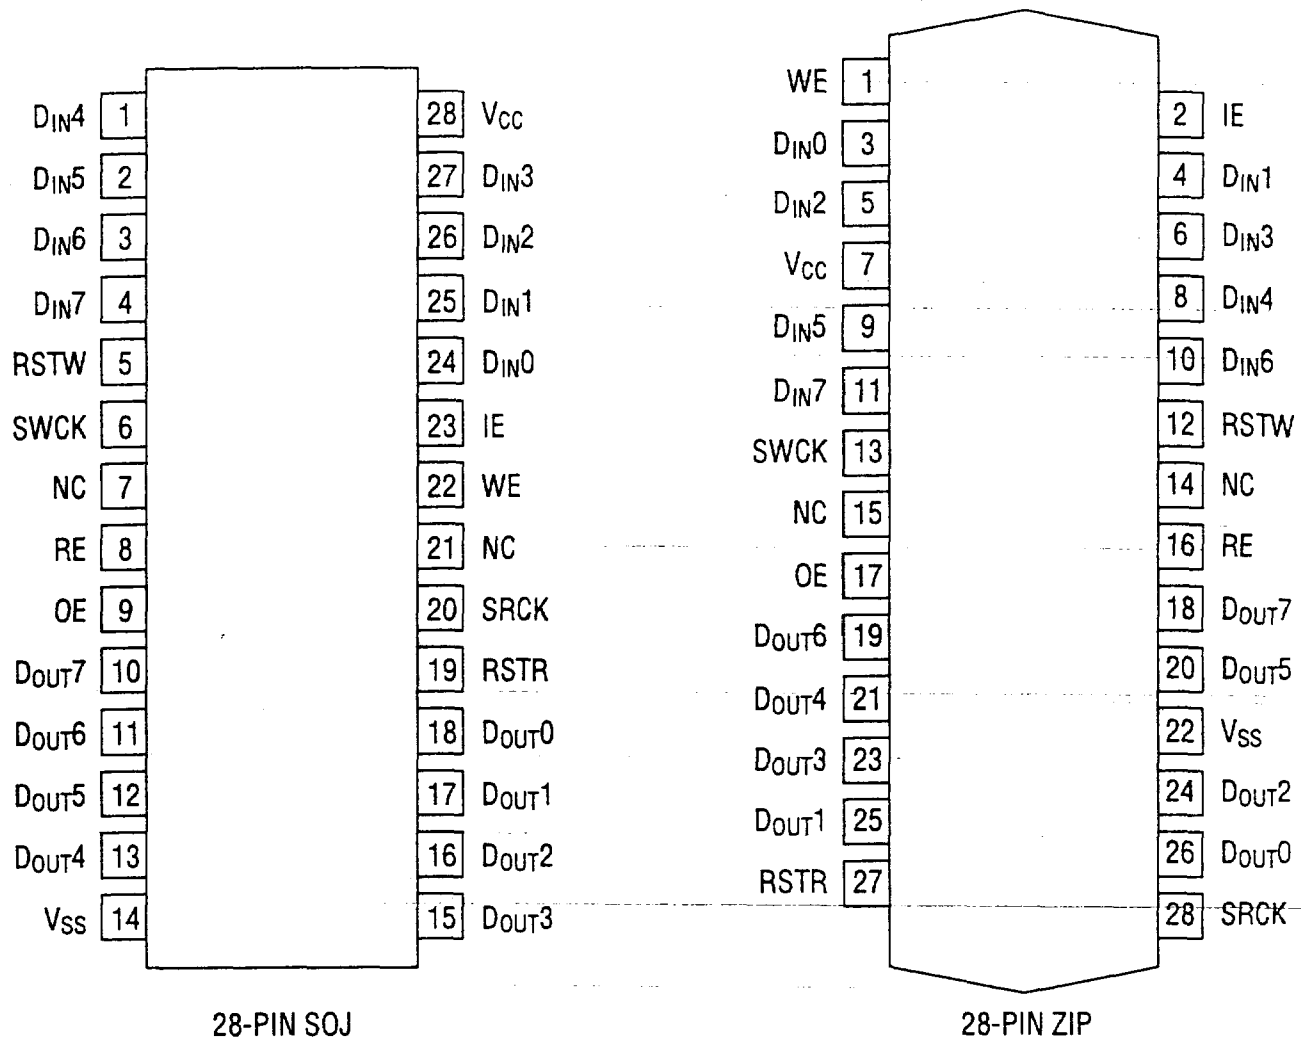 DIN4 1 28 VCC
DIN5 2 27 DIN3
DIN6 3 26 DIN2
DIN7 4 25 DIN1
RSTW 5 24 DIN0
SWCK 6 23 IE
NC 7 22 WE
RE 8 21 NC
OE 9 20 SRCK
DOUT7 10 19 RSTR
DOUT6 11 18 DOUT0
DOUT5 12 17 DOUT1
DOUT4 13 16 DOUT2
VSS 14 15 DOUT3
28-PIN SOJ
WE 1
2 IE
DIN0 3
4 DIN1
DIN2 5
6 DIN3
VCC 7
8 DIN4
DIN5 9
10 DIN6
DIN7 11
12 RSTW
SWCK 13
14 NC
NC 15
16 RE
OE 17
18 DOUT7
DOUT6 19
20 DOUT5
DOUT4 21
22 VSS
DOUT3 23
24 DOUT2
DOUT1 25
26 DOUT0
RSTR 27
28 SRCK
28-PIN ZIP